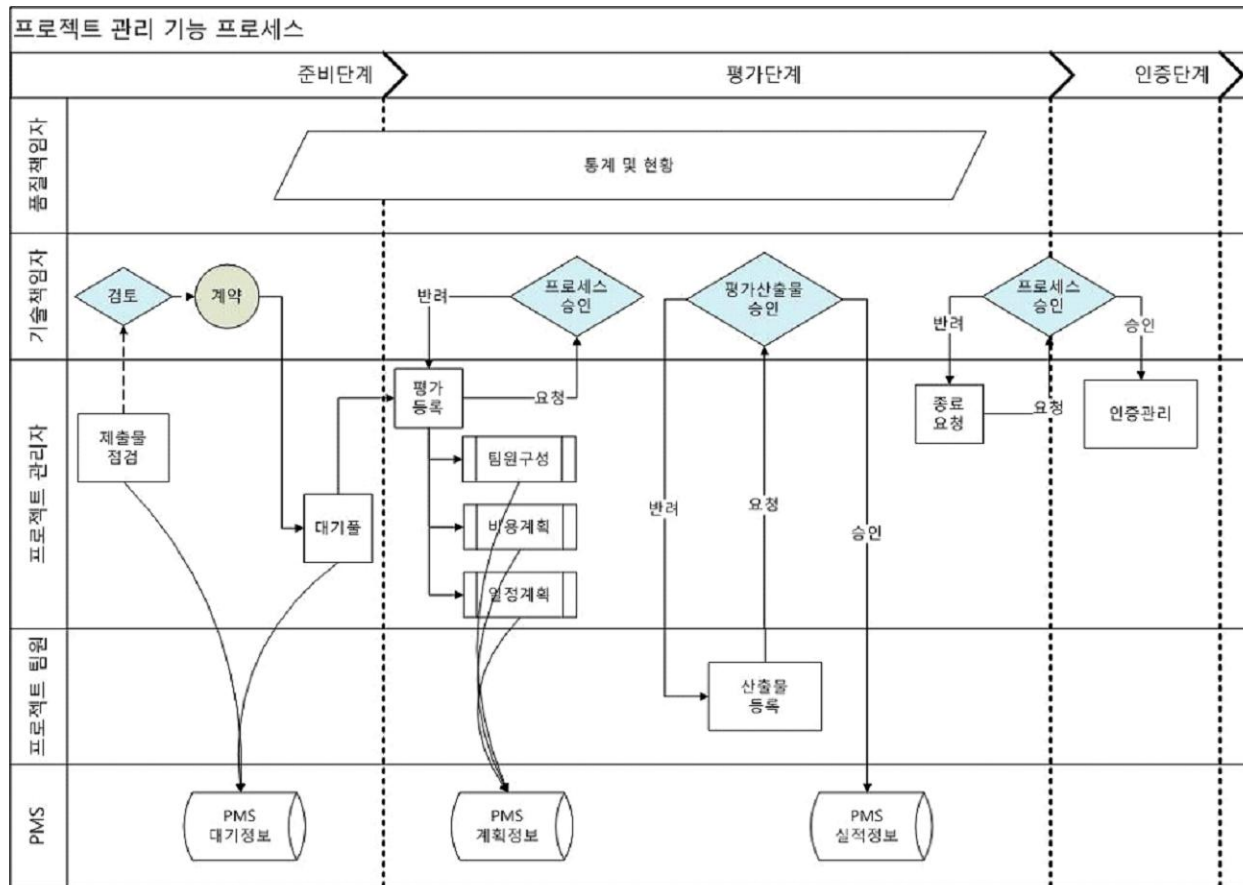 프로젝트 관리 기능 프로세스
준비단계
평가단계
인증단계
품질책임자
통계 및 현황
기술책임자
검토
계약
반려
프로세스
승인
평가산출물
승인
반려
프로세스
승인
승인
프로젝트 관리자
제출물
점검
대기풀
평가
등록
요청
팀원구성
비용계획
일정계획
반려
요청
승인
종료
요청
요청
인증관리
프로젝트 팀원
산출물
등록
PMS
PMS
대기정보
PMS
계획정보
PMS
실적정보